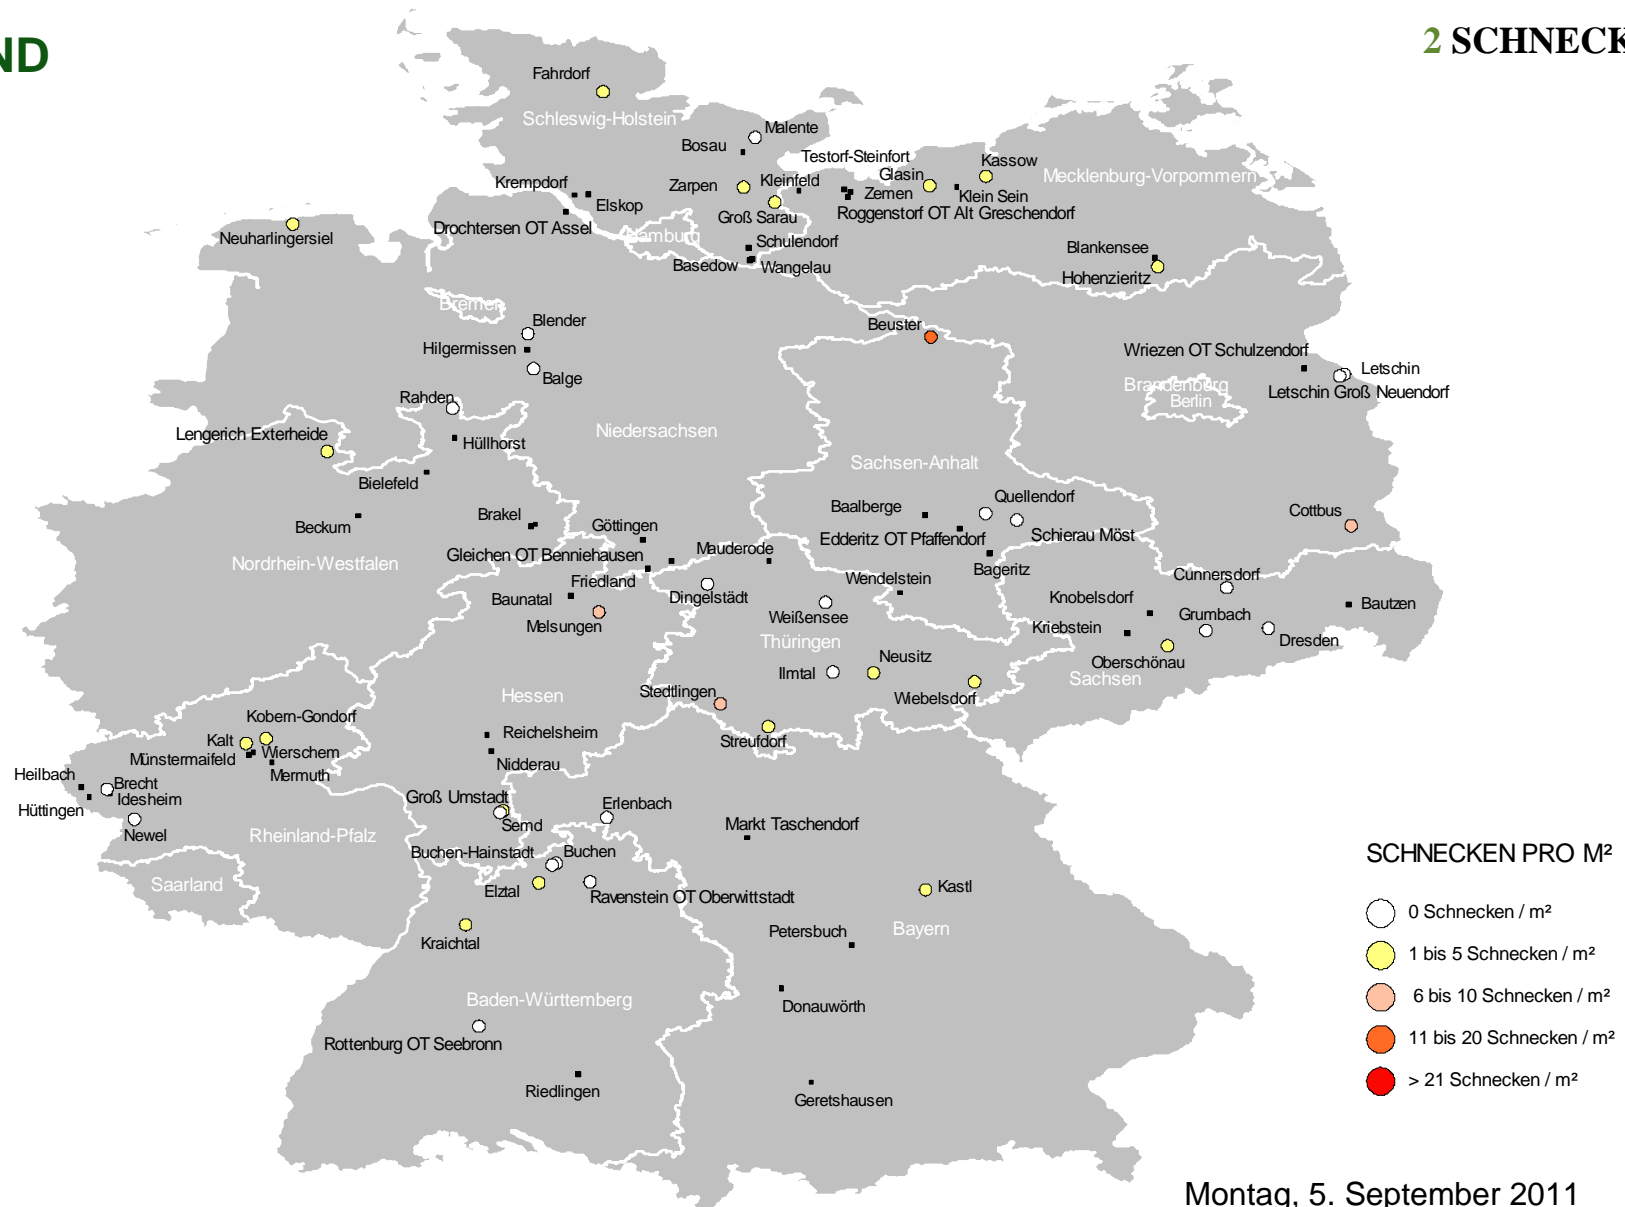 ND
2 SCHNECK
Fahrdorf
Schleswig-Holstein
Malente
Bosau
Testorf-Steinfort
Kassow
Glasin
Mecklenburg-Vorpommern
Krempdorf
Zarpen
Kleinfeld
Zemen
Klein Sein
Elskop
Groß Sarau
Roggenstorf OT Alt Greschendorf
Drochtersen OT Assel
Neuharlingersiel
Hamburg
Schulendorf
Blankensee
Basedow
Wangelau
Hohenzieritz
Bremen
Blender
Beuster
Hilgermissen
Wriezen OT Schulzendorf
Balge
Letschin
Brandenburg
Letschin Groß Neuendorf
Berlin
Rahden
Lengerich Exterheide
Niedersachsen
Hüllhorst
Sachsen-Anhalt
Bielefeld
Quellendorf
Baalberge
Cottbus
Beckum
Brakel
Göttingen
Edderitz OT Pfaffendorf
Schierau Möst
Gleichen OT Benniehausen
Mauderode
Nordrhein-Westfalen
Bageritz
Friedland
Wendelstein
Cunnersdorf
Baunatal
Dingelstädt
Knobelsdorf
Bautzen
Weißensee
Grumbach
Melsungen
Kriebstein
Thüringen
Dresden
Neusitz
Oberschönau
Ilmtal
Sachsen
Hessen
Stedtlingen
Wiebelsdorf
Kobern-Gondorf
Reichelsheim
Kalt
Streufdorf
Wierschem
Münstermaifeld
Nidderau
Heilbach
Mermuth
Brecht
Idesheim
Groß Umstadt
Erlenbach
Hüttingen
Semd
Markt Taschendorf
Newel
Rheinland-Pfalz
Buchen-Hainstadt
Buchen
SCHNECKEN PRO M²
Saarland
Elztal
Ravenstein OT Oberwittstadt
Kastl
0 Schnecken / m²
Petersbuch
Bayern
Kraichtal
1 bis 5 Schnecken / m²
6 bis 10 Schnecken / m²
Baden-Württemberg
Donauwörth
11 bis 20 Schnecken / m²
Rottenburg OT Seebronn
> 21 Schnecken / m²
Riedlingen
Geretshausen
Montag, 5. September 2011